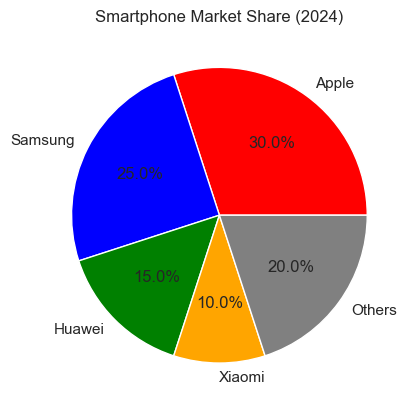 Smartphone Market Share (2024)
Apple
30.0%
Samsung
25.0%
Huawei
15.0%
Xiaomi
10.0%
Others
20.0%